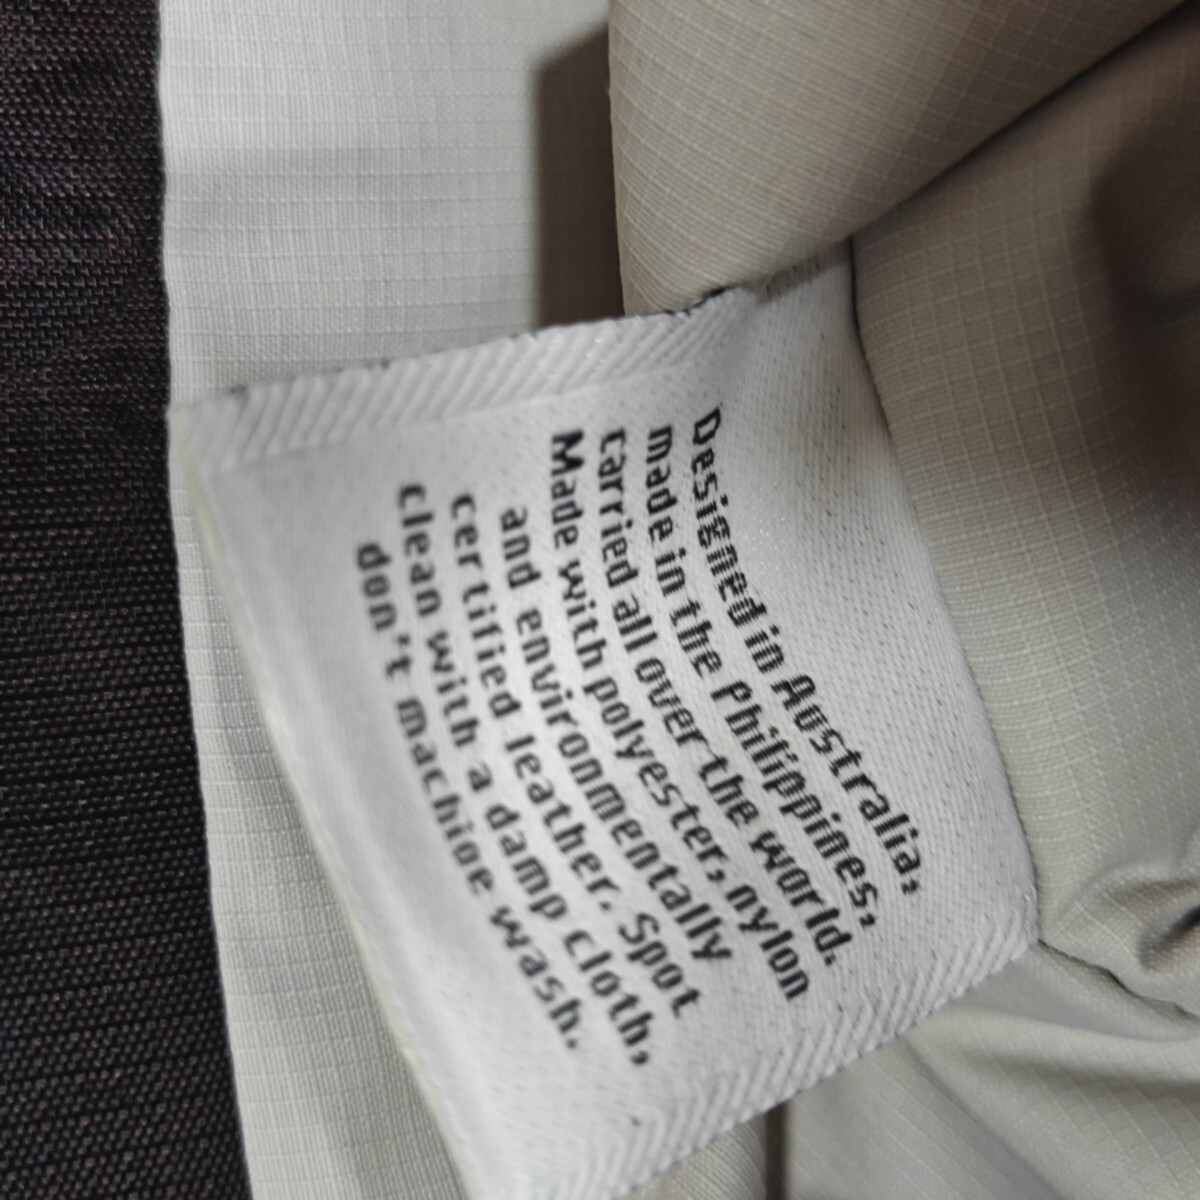 Designed in Australia,
made in the Philippines,
carried all over the world.
Made with polyester, nylon
and environmentally
certified leather. Spot
clean with a damp cloth,
don't machine wash.